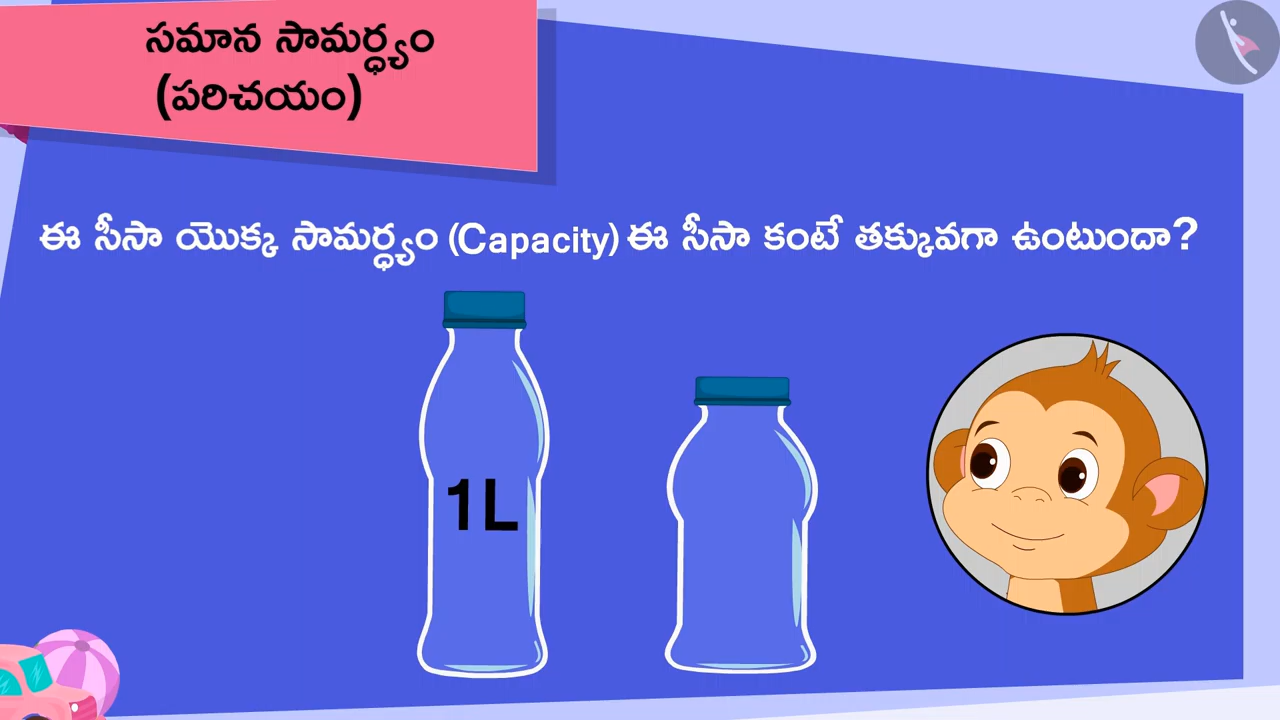 సమాన సామర్ధ్యం
(పరిచయం)
ఈ సీసా యొక్క సామర్ధ్యం (Capacity) ఈ సీసా కంటే తక్కువగా ఉంటుందా?
1L